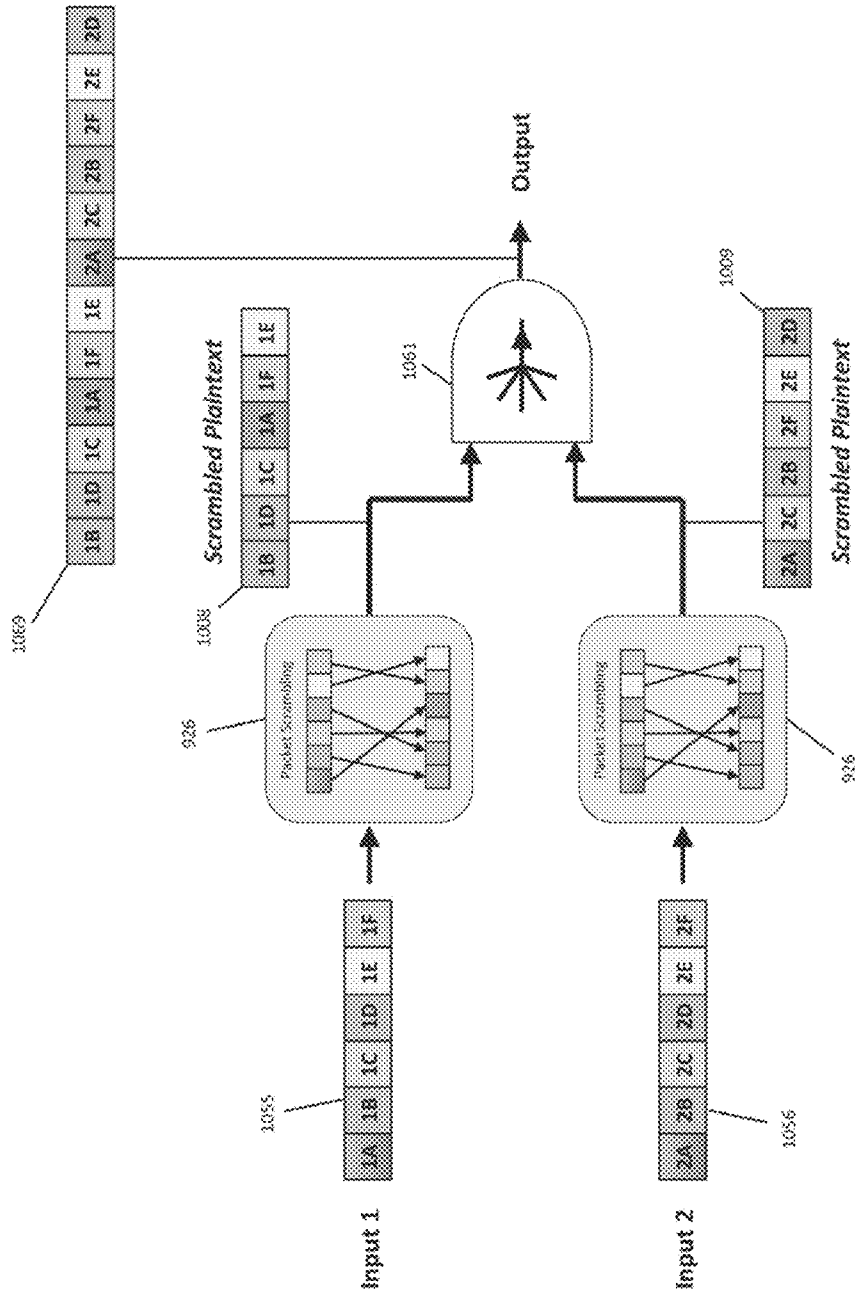 1069
1B 1D 1C 1A 1F 1E 2A 2C 2B 2F 2E 2D
Scrambled Plaintext
1008
1B 1D 1C 1A 1F 1E
926
Packet Scrambling
1055
Input 1
1A 1B 1C 1D 1E 1F
1061
Output
Input 2
2A 2B 2C 2D 2E 2F
1056
Packet Scrambling
926
1009
2A 2C 2B 2F 2E 2D
Scrambled Plaintext